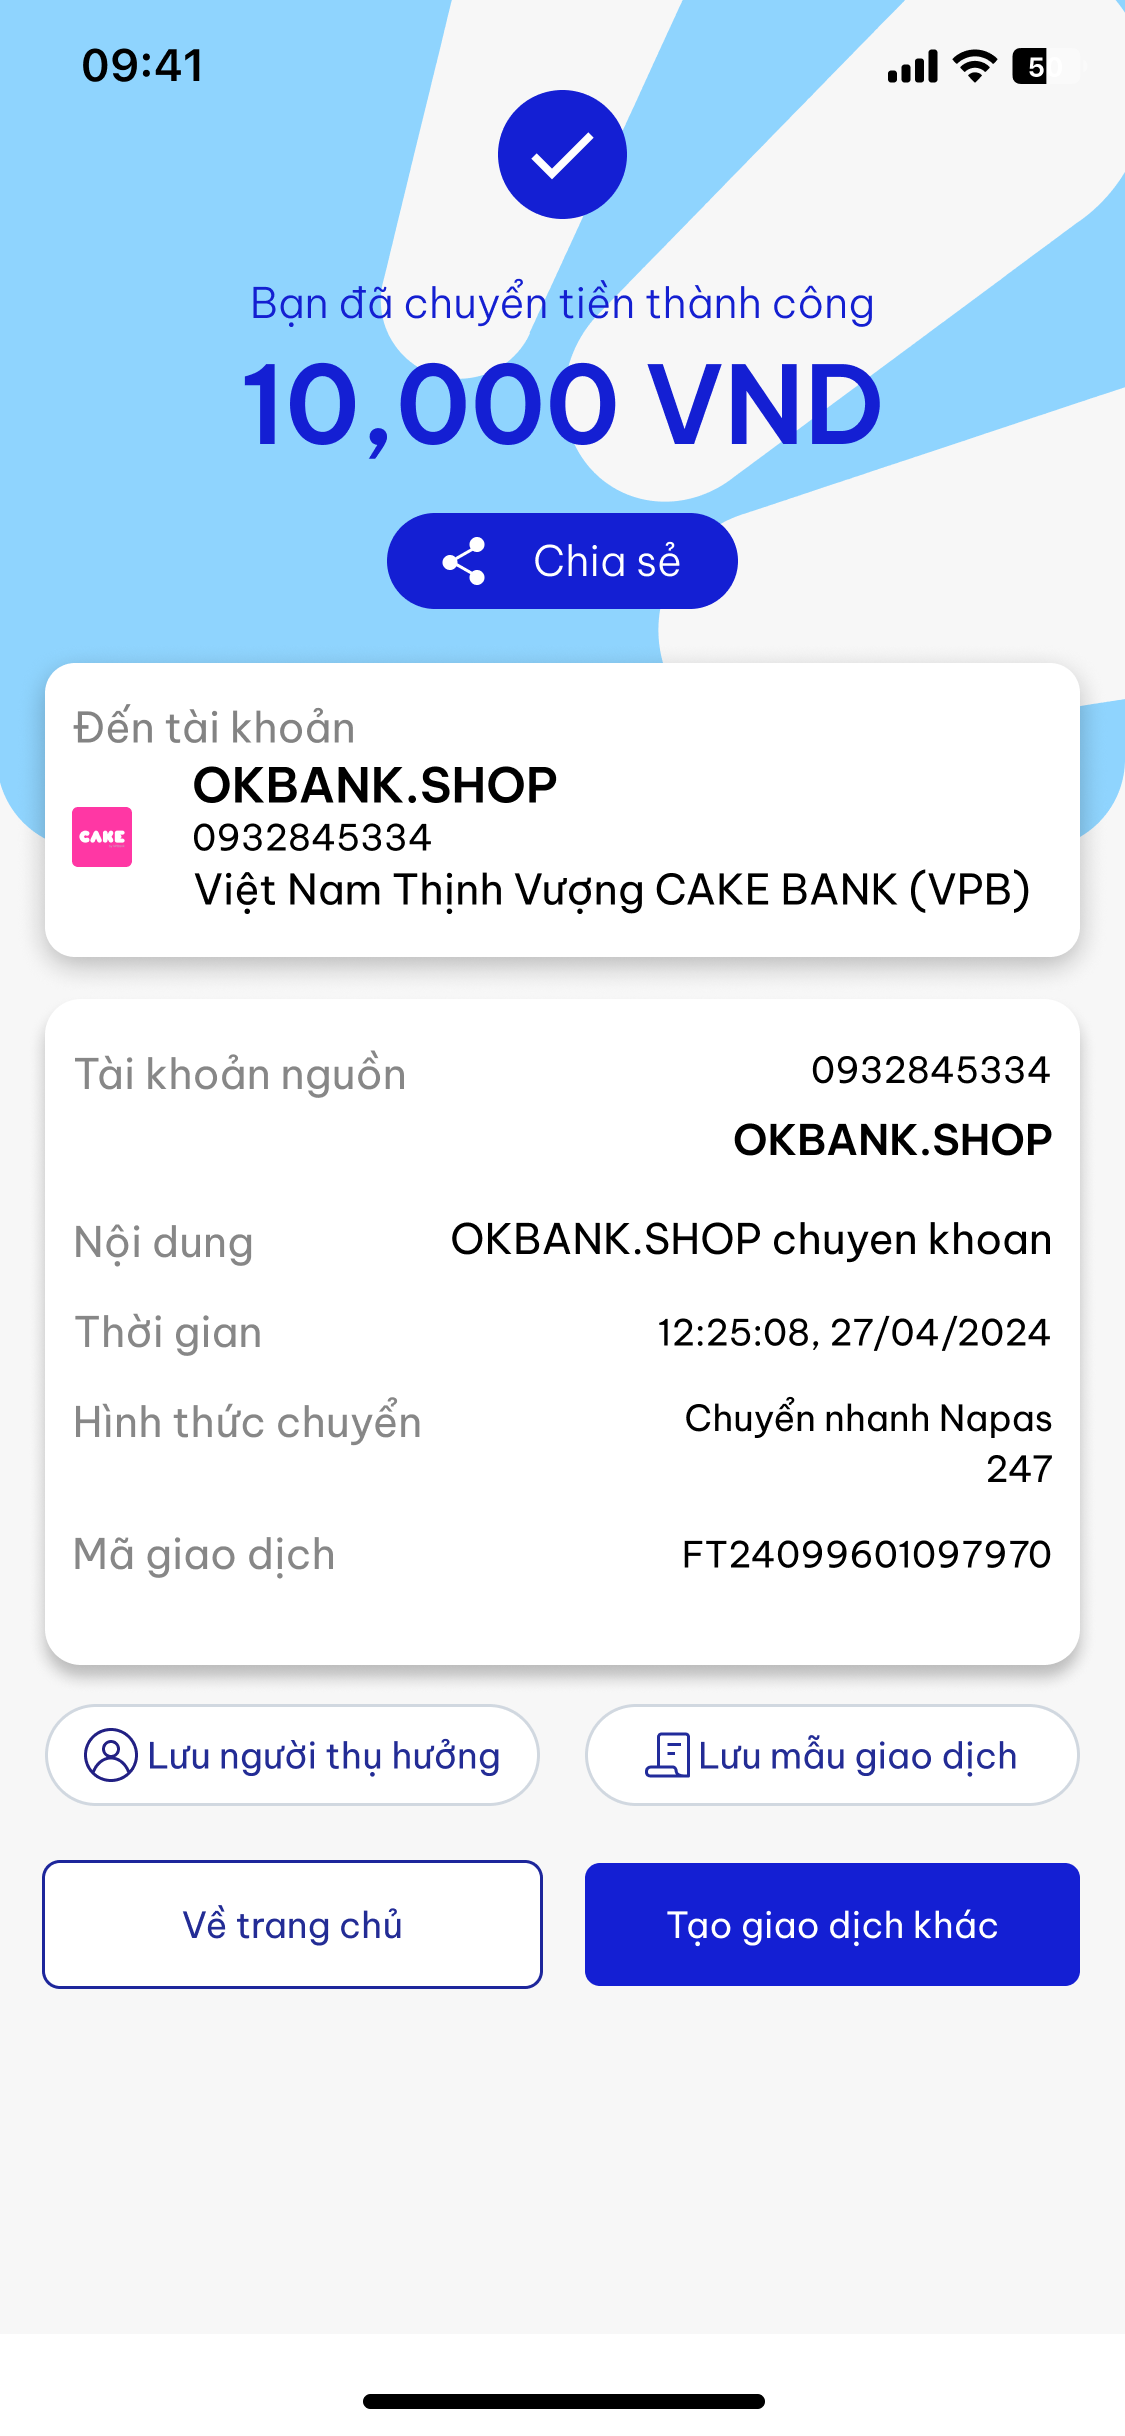 09:41
50
Bạn đã chuyển tiền thành công
10,000 VND
Chia sẻ
Đến tài khoản
OKBANK.SHOP
CAKE
0932845334
Việt Nam Thịnh Vượng CAKE BANK (VPB)
Tài khoản nguồn 0932845334
OKBANK.SHOP
Nội dung OKBANK.SHOP chuyen khoan
Thời gian 12:25:08, 27/04/2024
Hình thức chuyển Chuyển nhanh Napas
247
Mã giao dịch FT24099601097970
Lưu người thụ hưởng Lưu mẫu giao dịch
Về trang chủ Tạo giao dịch khác